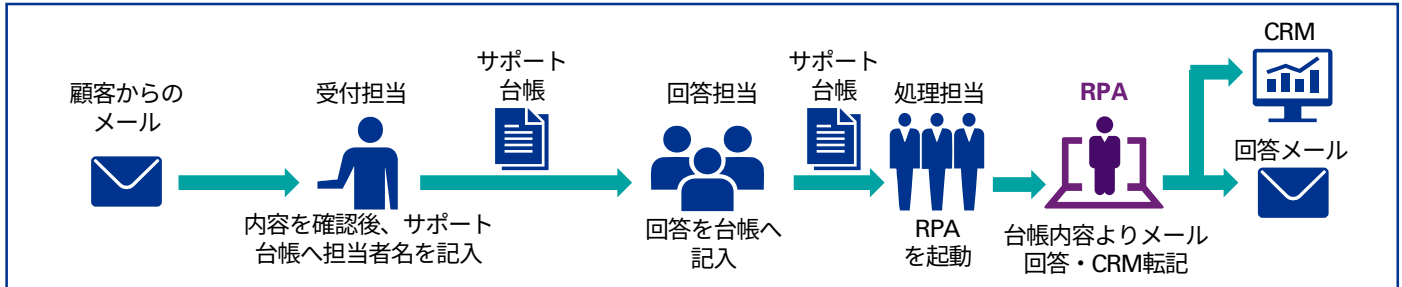 顧客からの
メール
受付担当
内容を確認後、サポート
台帳へ担当者名を記入
サポート
台帳
回答担当
回答を台帳へ
記入
サポート
台帳
処理担当
RPA
を起動
RPA
台帳内容よりメール
回答・CRM転記
CRM
回答メール